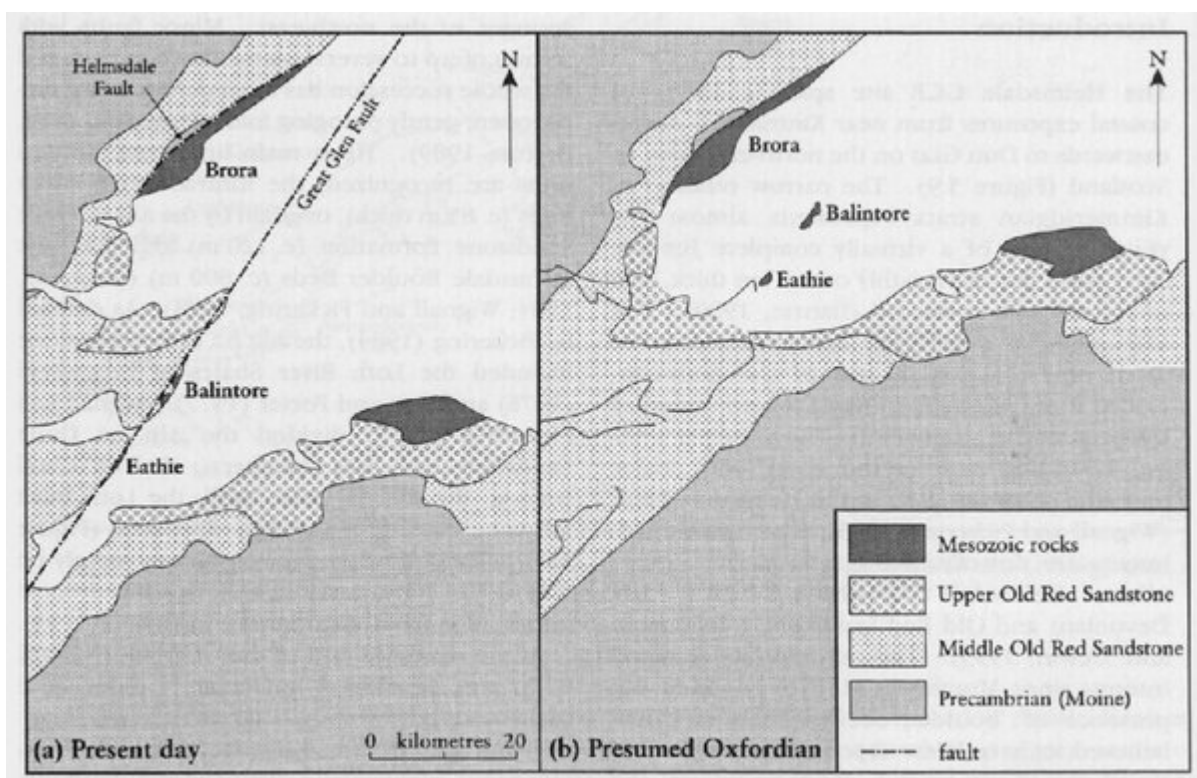 N
Helmsdale
Fault
Brora
Great Glen Fault
Balintore
Eathie
(a) Present day
0 kilometres 20
N
Brora
Balintore
Eathie
(b) Presumed Oxfordian
Mesozoic rocks
Upper Old Red Sandstone
Middle Old Red Sandstone
Precambrian (Moine)
fault